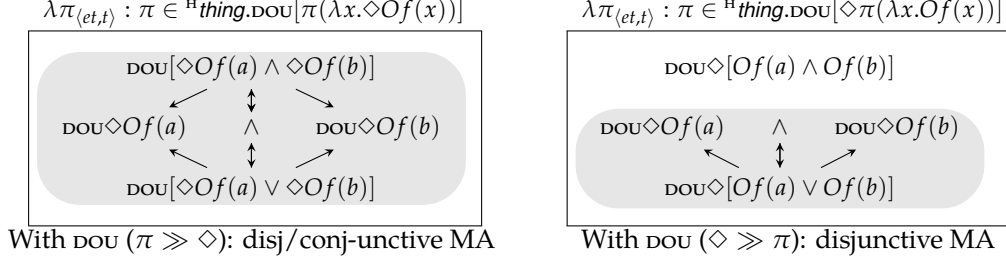 λπ⟨et,t⟩ : π ∈ ᴴthing.DOU[π(λx.◇Of(x))]
DOU[◇Of(a) ∧ ◇Of(b)]
DOU◇Of(a) ∧ DOU◇Of(b)
DOU[◇Of(a) ∨ ◇Of(b)]
With DOU (π ≫ ◇): disj/conj-unctive MA
λπ⟨et,t⟩ : π ∈ ᴴthing.DOU[◇π(λx.Of(x))]
DOU◇[Of(a) ∧ Of(b)]
DOU◇Of(a) ∧ DOU◇Of(b)
DOU◇[Of(a) ∨ Of(b)]
With DOU (◇ ≫ π): disjunctive MA